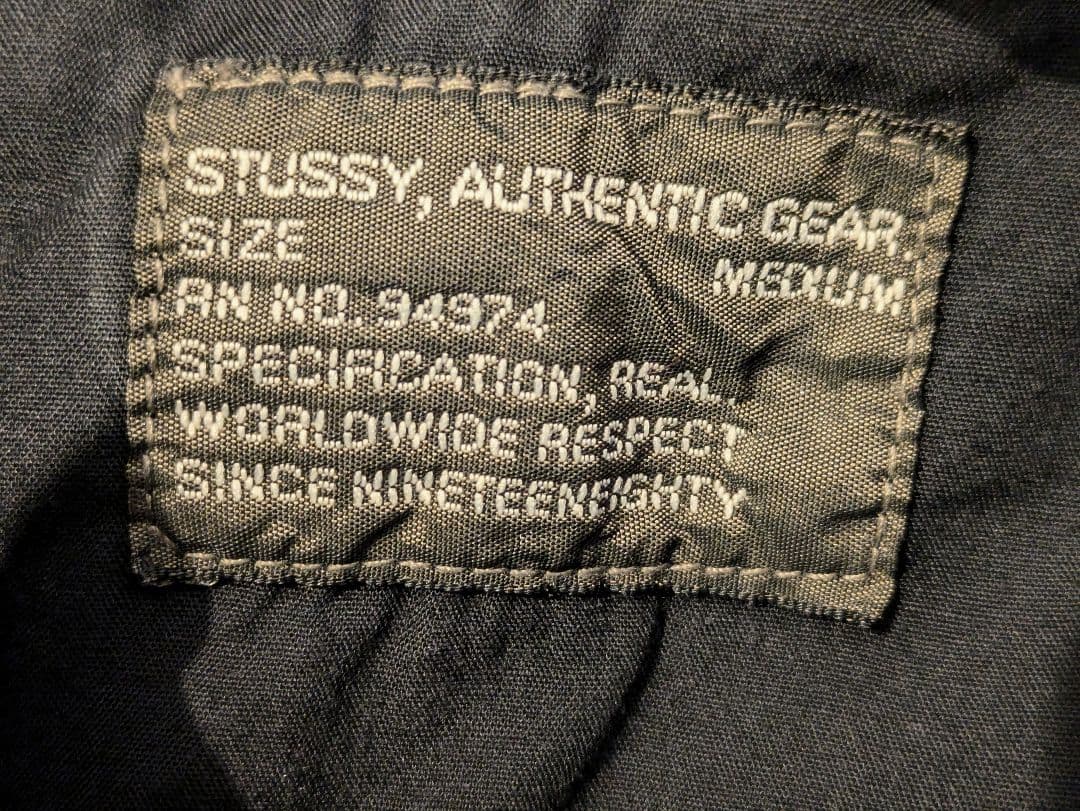 STUSSY, AUTHENTIC GEAR.
SIZE MEDIUM
RN NO. 94974
SPECIFICATION, REAL.
WORLDWIDE RESPECT
SINCE NINETEENEIGHTY